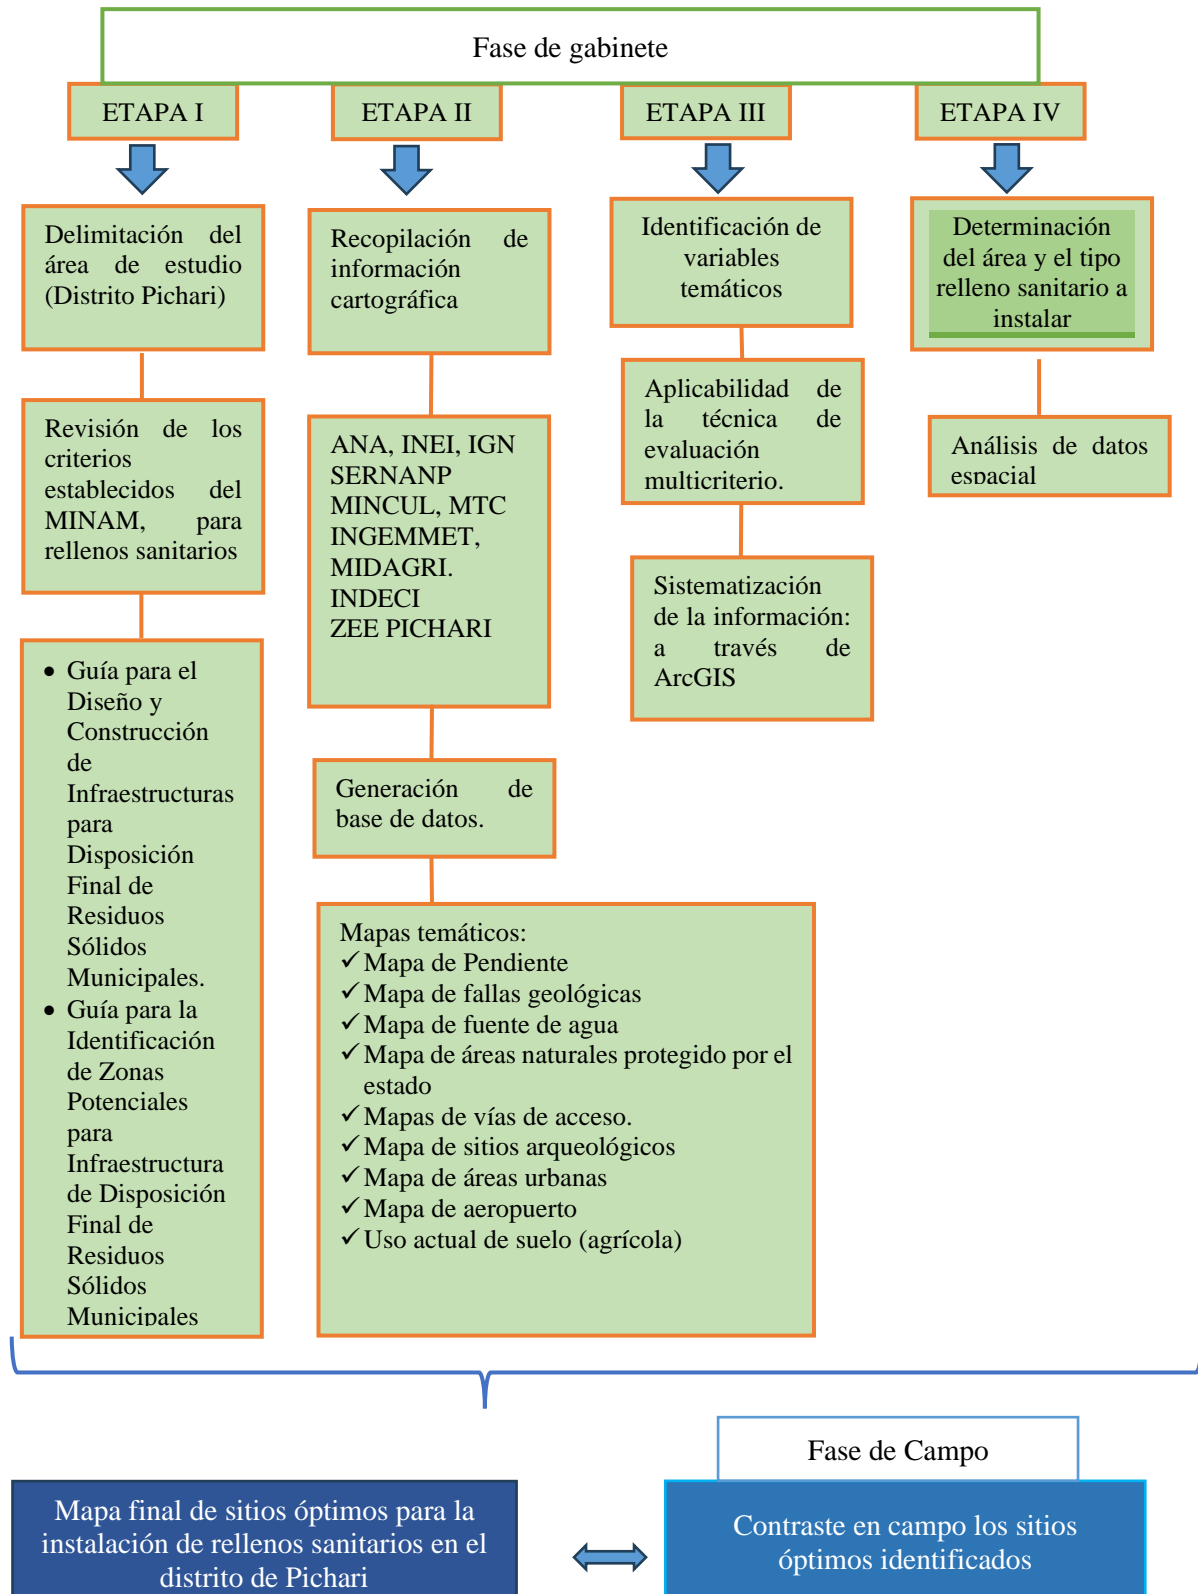 Fase de gabinete
ETAPA I
ETAPA II
ETAPA III
ETAPA IV
Delimitación del
área de estudio
(Distrito Pichari)
Revisión de los
criterios
establecidos del
MINAM, para
rellenos sanitarios
• Guía para el
Diseño y
Construcción
de
Infraestructuras
para
Disposición
Final de
Residuos
Sólidos
Municipales.
• Guía para la
Identificación
de Zonas
Potenciales
para
Infraestructura
de Disposición
Final de
Residuos
Sólidos
Municipales
Recopilación de
información
cartográfica
ANA, INEI, IGN
SERNANP
MINCUL, MTC
INGEMMET,
MIDAGRI.
INDECI
ZEE PICHARI
Generación de
base de datos.
Mapas temáticos:
✓ Mapa de Pendiente
✓ Mapa de fallas geológicas
✓ Mapa de fuente de agua
✓ Mapa de áreas naturales protegido por el
estado
✓ Mapas de vías de acceso.
✓ Mapa de sitios arqueológicos
✓ Mapa de áreas urbanas
✓ Mapa de aeropuerto
✓ Uso actual de suelo (agrícola)
Identificación de
variables
temáticos
Aplicabilidad de
la técnica de
evaluación
multicriterio.
Sistematización
de la información:
a través de
ArcGIS
Determinación
del área y el tipo
relleno sanitario a
instalar
Análisis de datos
espacial
Fase de Campo
Mapa final de sitios óptimos para la
instalación de rellenos sanitarios en el
distrito de Pichari
Contraste en campo los sitios
óptimos identificados